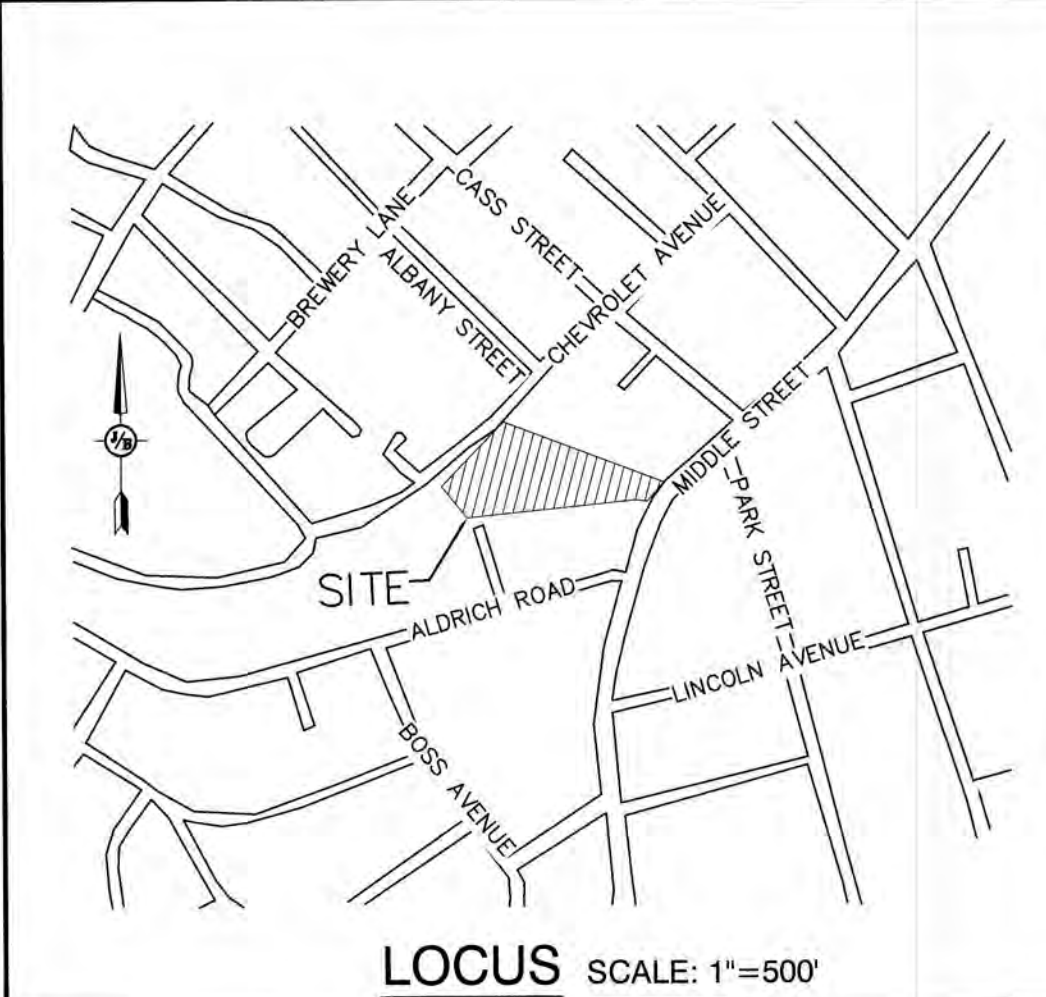 CASS STREET
BREWERY LANE
CHEVROLET AVENUE
ALBANY STREET
MIDDLE STREET
J/B
PARK STREET
SITE
ALDRICH ROAD
LINCOLN AVENUE
BOSS AVENUE
LOCUS SCALE: 1"=500'